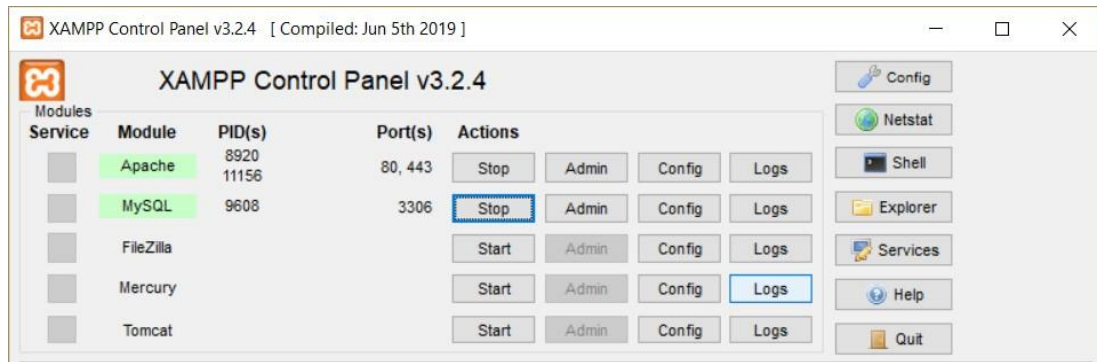 XAMPP Control Panel v3.2.4 [ Compiled: Jun 5th 2019 ]
XAMPP Control Panel v3.2.4
Modules
Service Module PID(s) Port(s) Actions
Apache 8920 11156 80, 443 Stop Admin Config Logs
MySQL 9608 3306 Stop Admin Config Logs
FileZilla Start Admin Config Logs
Mercury Start Admin Config Logs
Tomcat Start Admin Config Logs
Config
Netstat
Shell
Explorer
Services
Help
Quit